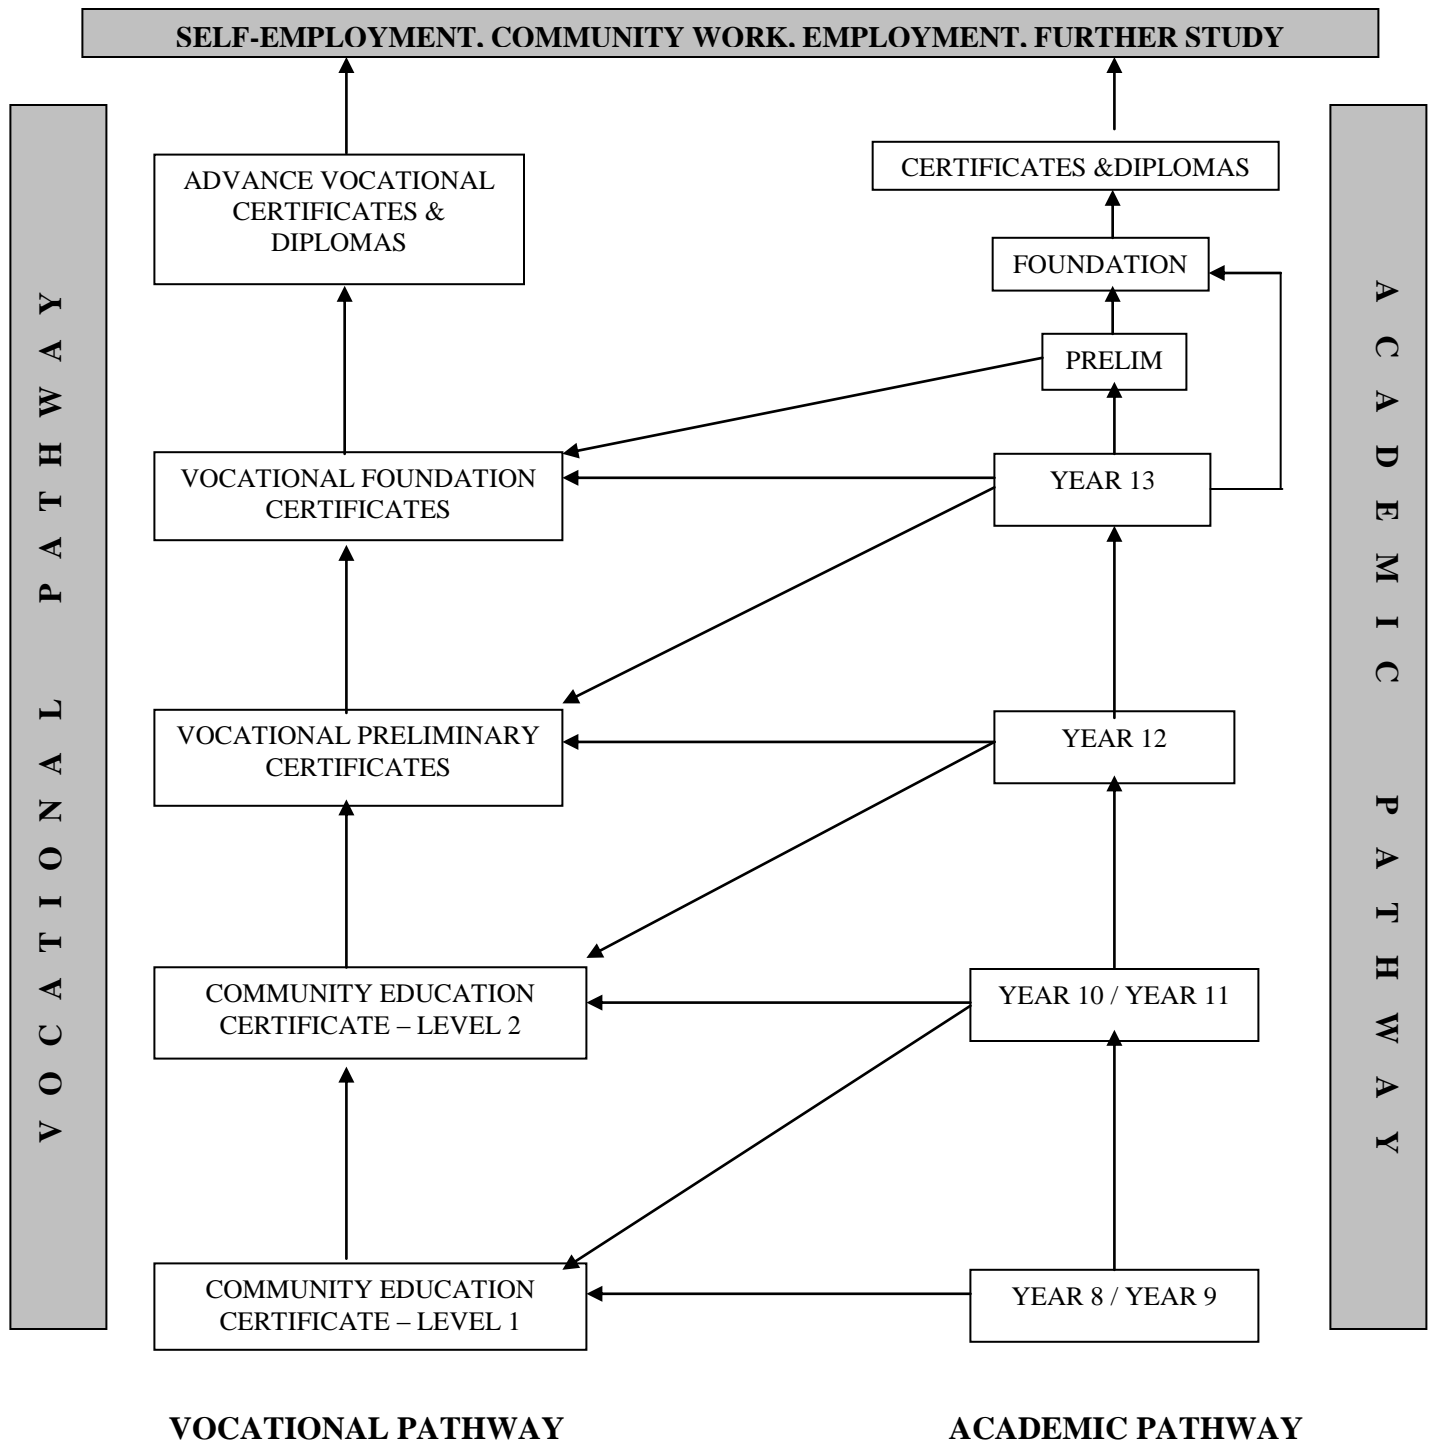 SELF-EMPLOYMENT, COMMUNITY WORK, EMPLOYMENT, FURTHER STUDY
VOCATIONAL PATHWAY
ACADEMIC PATHWAY
ADVANCE VOCATIONAL
CERTIFICATES &
DIPLOMAS
CERTIFICATES &DIPLOMAS
FOUNDATION
PRELIM
VOCATIONAL FOUNDATION
CERTIFICATES
YEAR 13
VOCATIONAL PRELIMINARY
CERTIFICATES
YEAR 12
COMMUNITY EDUCATION
CERTIFICATE – LEVEL 2
YEAR 10 / YEAR 11
COMMUNITY EDUCATION
CERTIFICATE – LEVEL 1
YEAR 8 / YEAR 9
VOCATIONAL PATHWAY
ACADEMIC PATHWAY